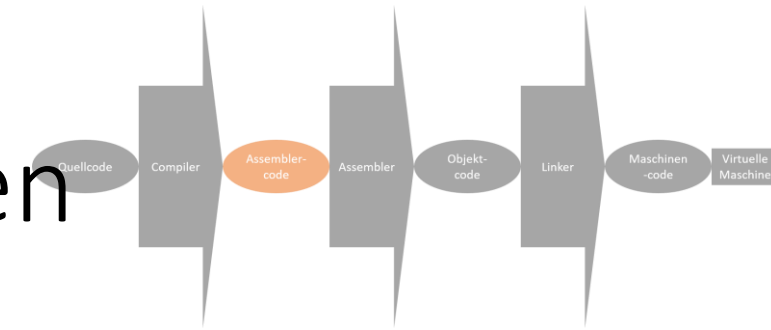 en
Quellcode
Compiler
Assembler-
code
Assembler
Objekt-
code
Linker
Maschinen
-code
Virtuelle
Maschine